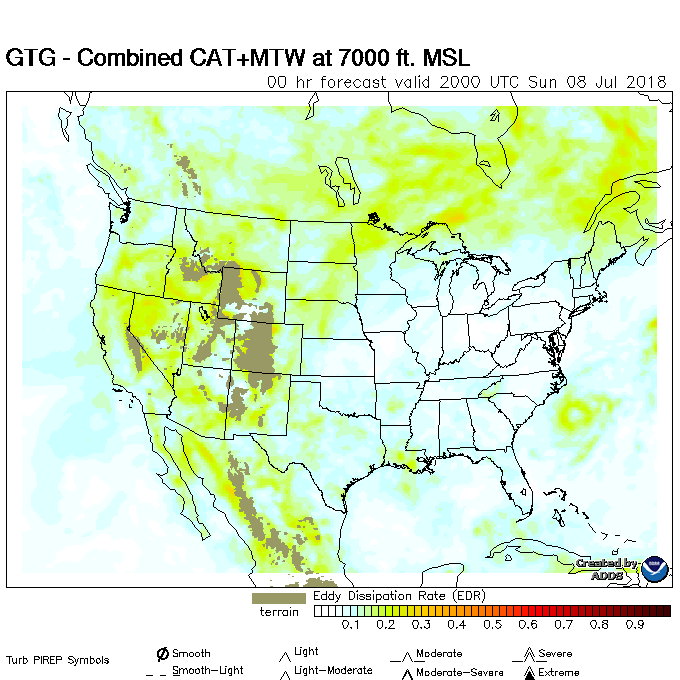 GTG - Combined CAT+MTW at 7000 ft. MSL
00 hr forecast valid 2000 UTC Sun 08 Jul 2018
Created by
ADDS
Eddy Dissipation Rate (EDR)
terrain
0.1 0.2 0.3 0.4 0.5 0.6 0.7 0.8 0.9
Turb PIREP Symbols
Smooth Light Moderate Severe
Smooth-Light Light-Moderate Moderate-Severe Extreme